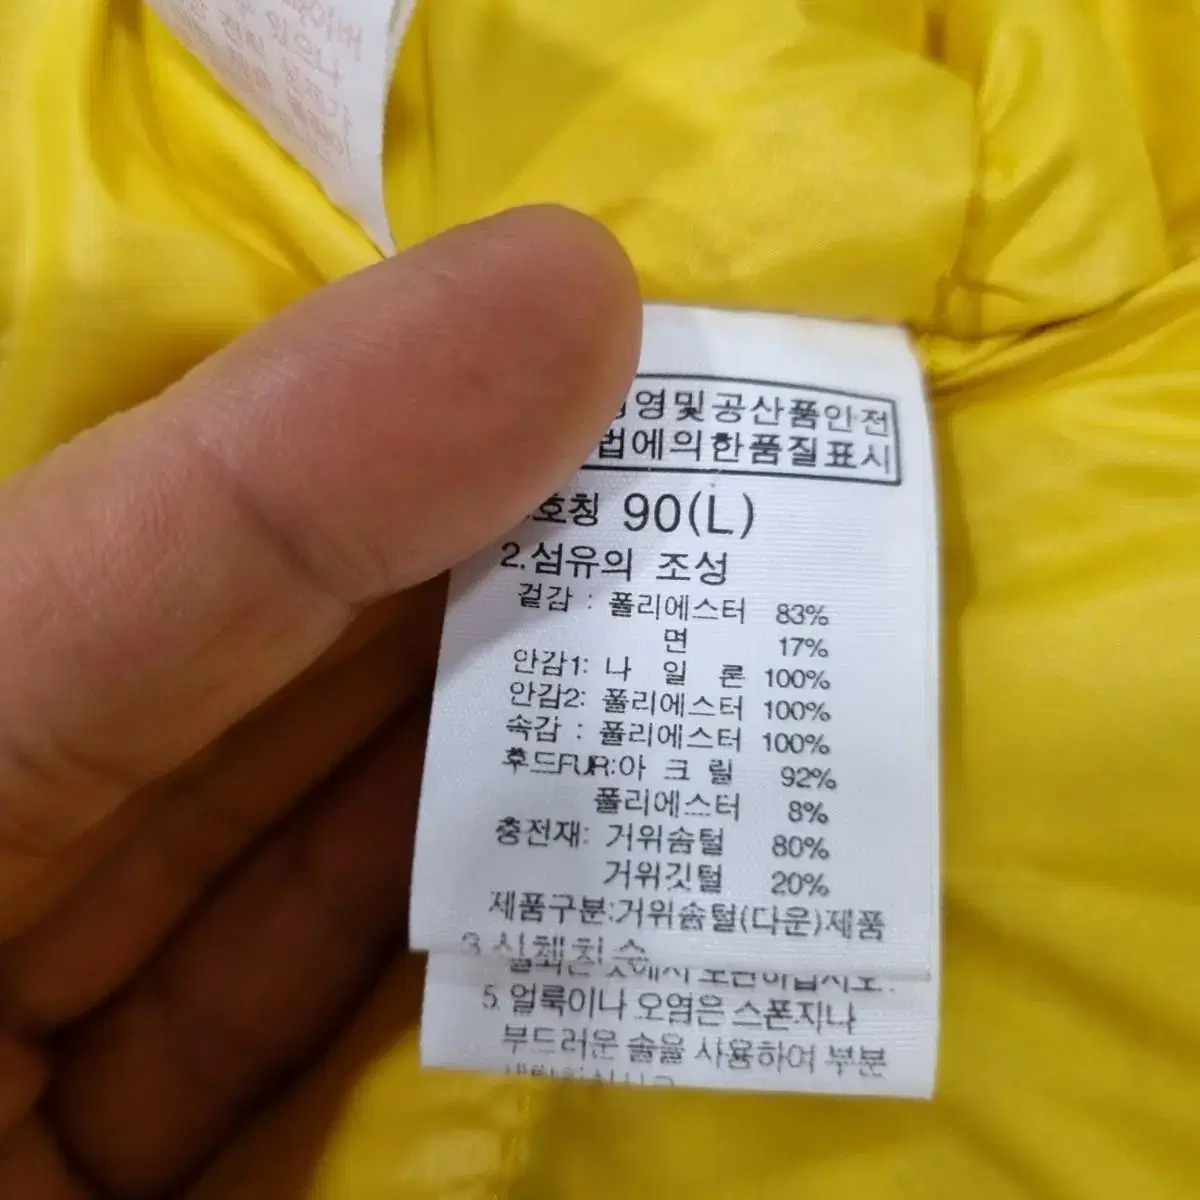 영및공산품안전
법에의한품질표시
호칭 90(L)
2.섬유의 조성
겉감 : 폴리에스터 83%
면 17%
안감1: 나 일 론 100%
안감2: 폴리에스터 100%
속감 : 폴리에스터 100%
후드FUR:아 크 릴 92%
폴리에스터 8%
충전재: 거위솜털 80%
거위깃털 20%
제품구분:거위솜털(다운)제품
3.실체치수
5. 얼룩이나 오염은 스폰지나
부드러운 솔을 사용하여 부분